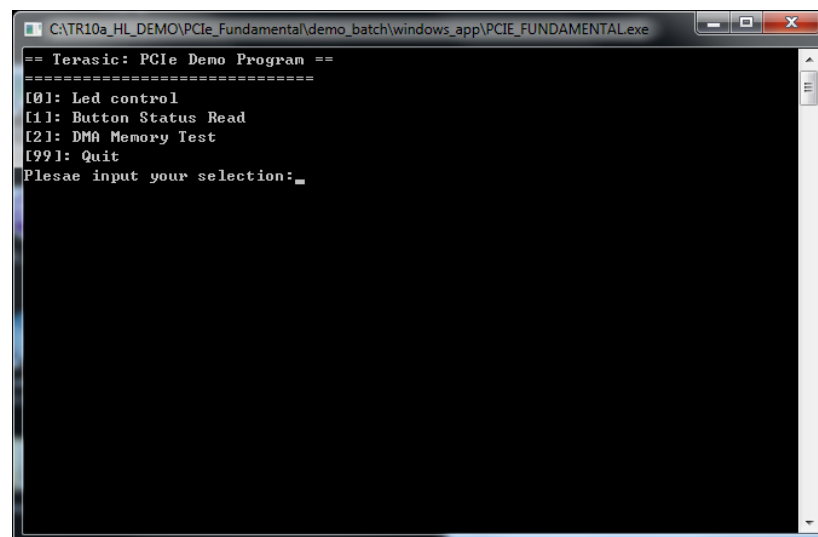 C:\TR10a_HL_DEMO\PCIe_Fundamental\demo_batch\windows_app\PCIE_FUNDAMENTAL.exe
== Terasic: PCIe Demo Program ==
==============================
[0]: Led control
[1]: Button Status Read
[2]: DMA Memory Test
[99]: Quit
Plesae input your selection:_